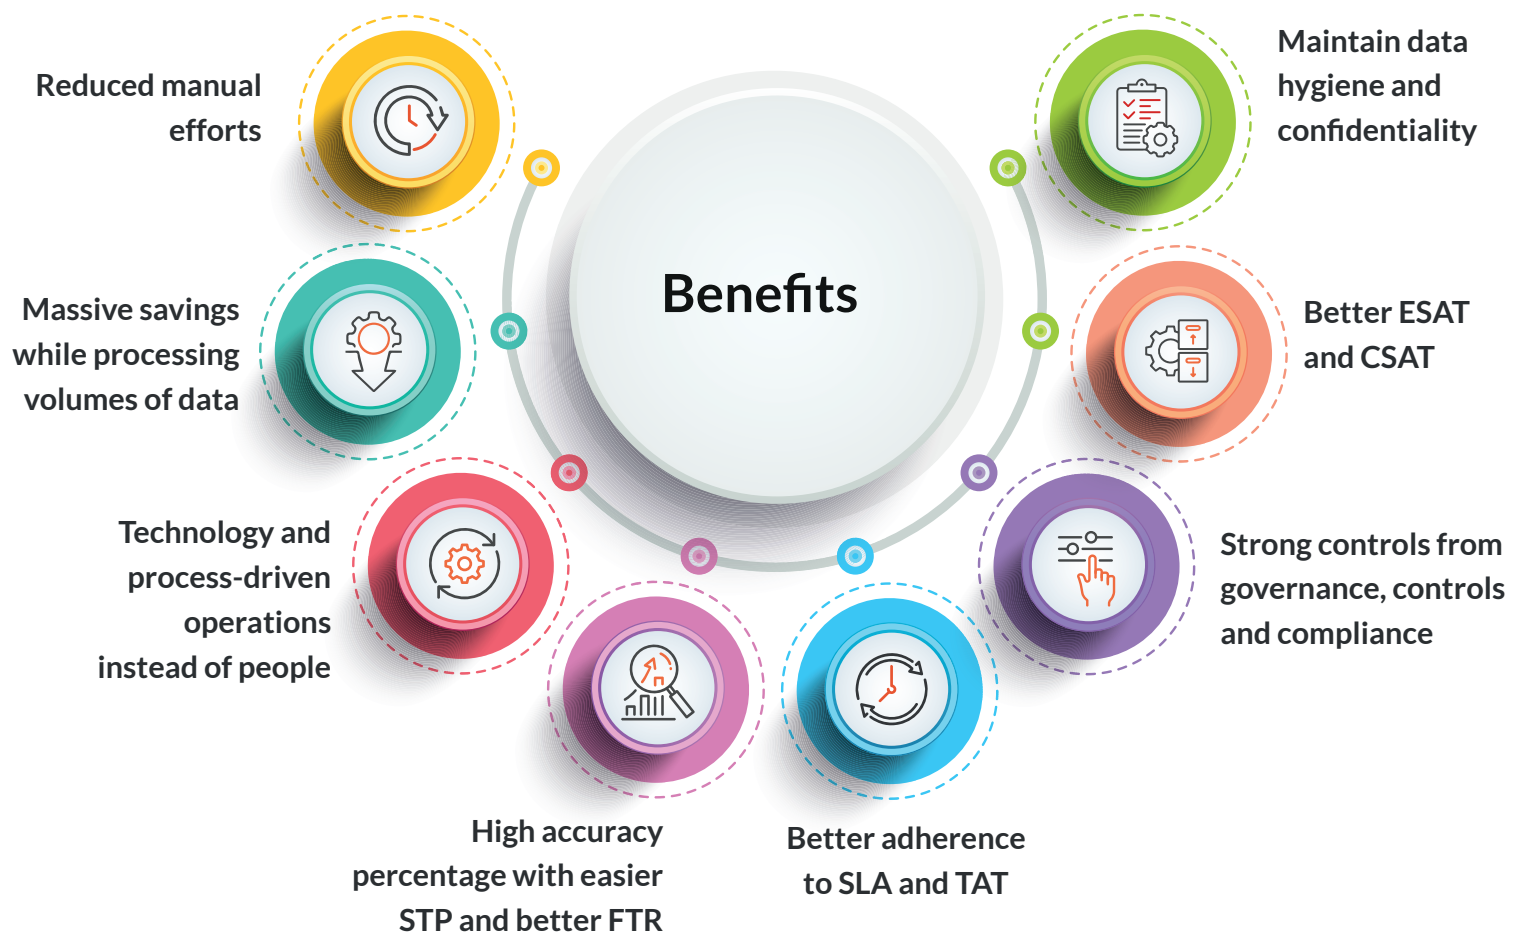 Benefits
Reduced manual
efforts
Massive savings
while processing
volumes of data
Technology and
process-driven
operations
instead of people
High accuracy
percentage with easier
STP and better FTR
Better adherence
to SLA and TAT
Strong controls from
governance, controls
and compliance
Better ESAT
and CSAT
Maintain data
hygiene and
confidentiality